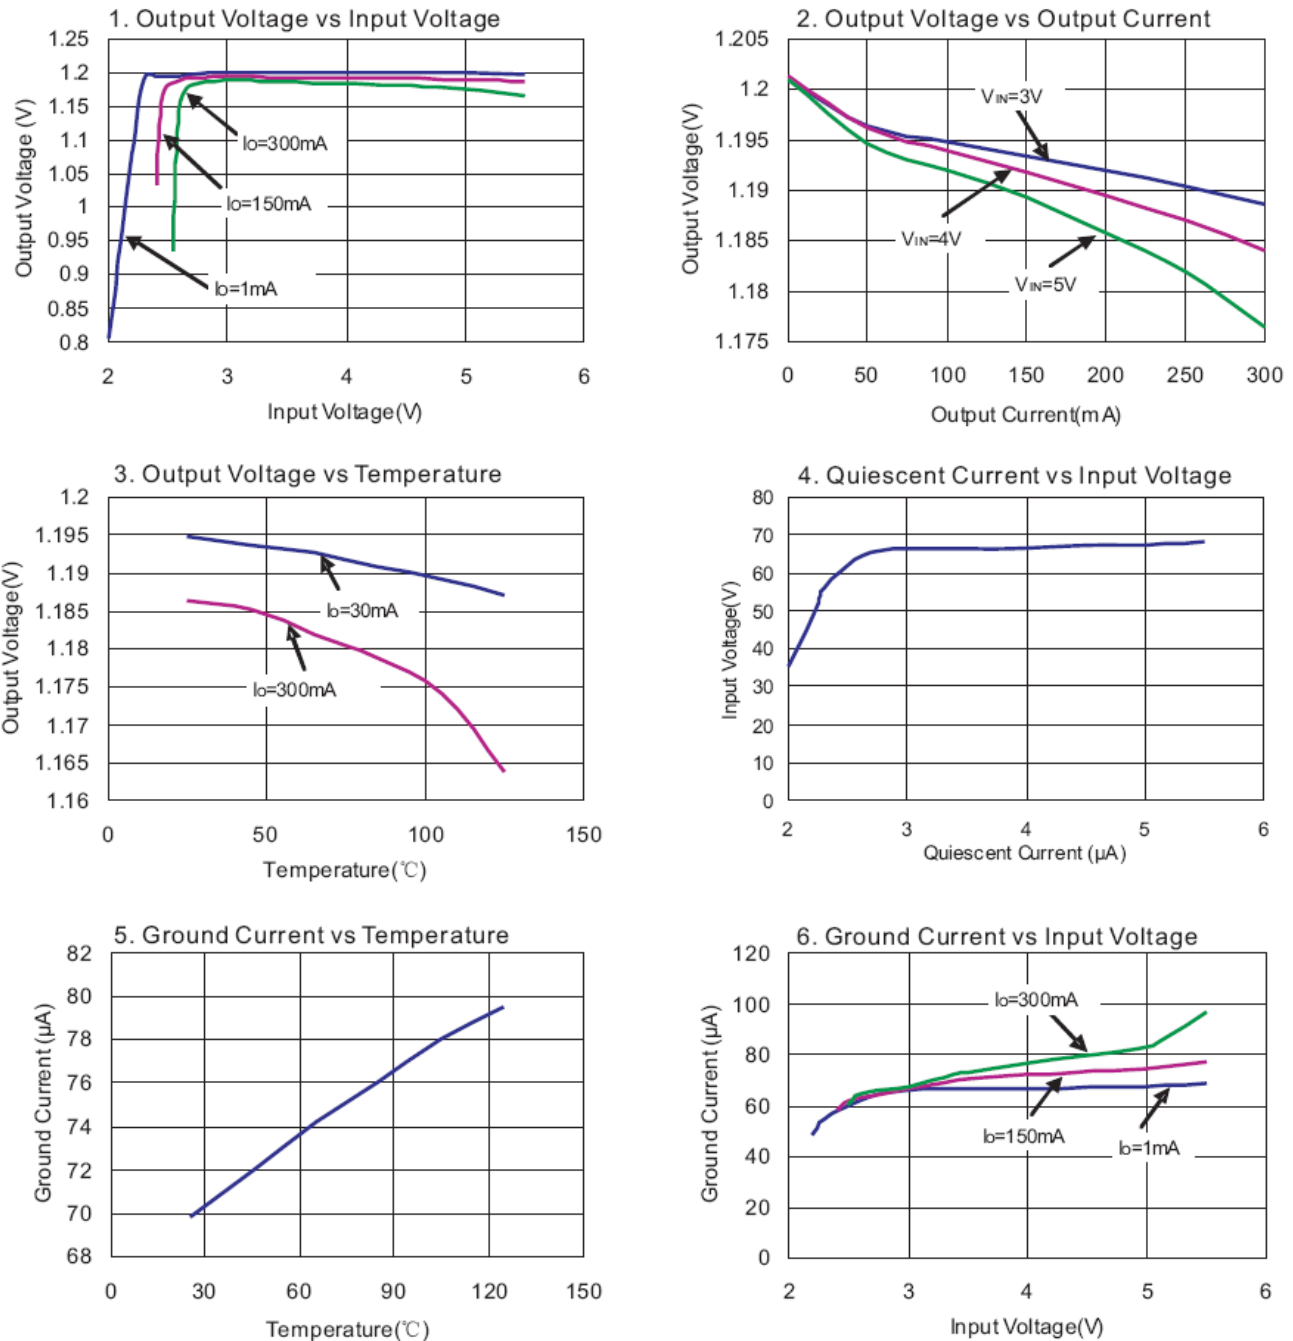 1. Output Voltage vs Input Voltage
1.25
1.2
1.15
1.1
1.05
1
0.95
0.9
0.85
0.8
Output Voltage (V)
Io=300mA
Io=150mA
Io=1mA
2 3 4 5 6
Input Voltage(V)
2. Output Voltage vs Output Current
1.205
1.2
1.195
1.19
1.185
1.18
1.175
Output Voltage(V)
VIN=3V
VIN=4V
VIN=5V
0 50 100 150 200 250 300
Output Current(mA)
3. Output Voltage vs Temperature
1.2
1.195
1.19
1.185
1.18
1.175
1.17
1.165
1.16
Output Voltage(V)
Io=30mA
Io=300mA
0 50 100 150
Temperature(℃)
4. Quiescent Current vs Input Voltage
80
70
60
50
40
30
20
10
0
Input Voltage(V)
2 3 4 5 6
Quiescent Current (µA)
5. Ground Current vs Temperature
82
80
78
76
74
72
70
68
Ground Current (µA)
0 30 60 90 120 150
Temperature(℃)
6. Ground Current vs Input Voltage
120
100
80
60
40
20
0
Ground Current (µA)
Io=300mA
Io=150mA
Io=1mA
2 3 4 5 6
Input Voltage(V)